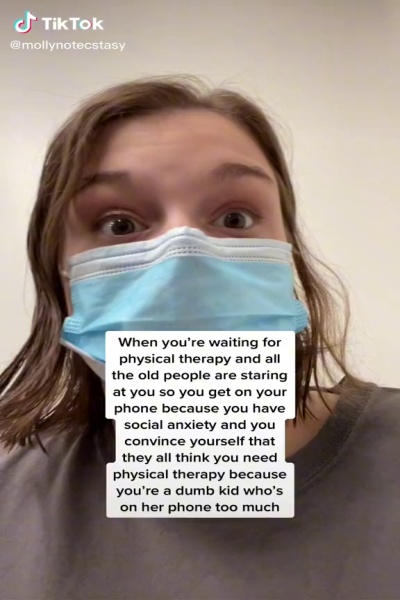 TikTok
@mollynotecstasy
When you're waiting for
physical therapy and all
the old people are staring
at you so you get on your
phone because you have
social anxiety and you
convince yourself that
they all think you need
physical therapy because
you're a dumb kid who's
on her phone too much